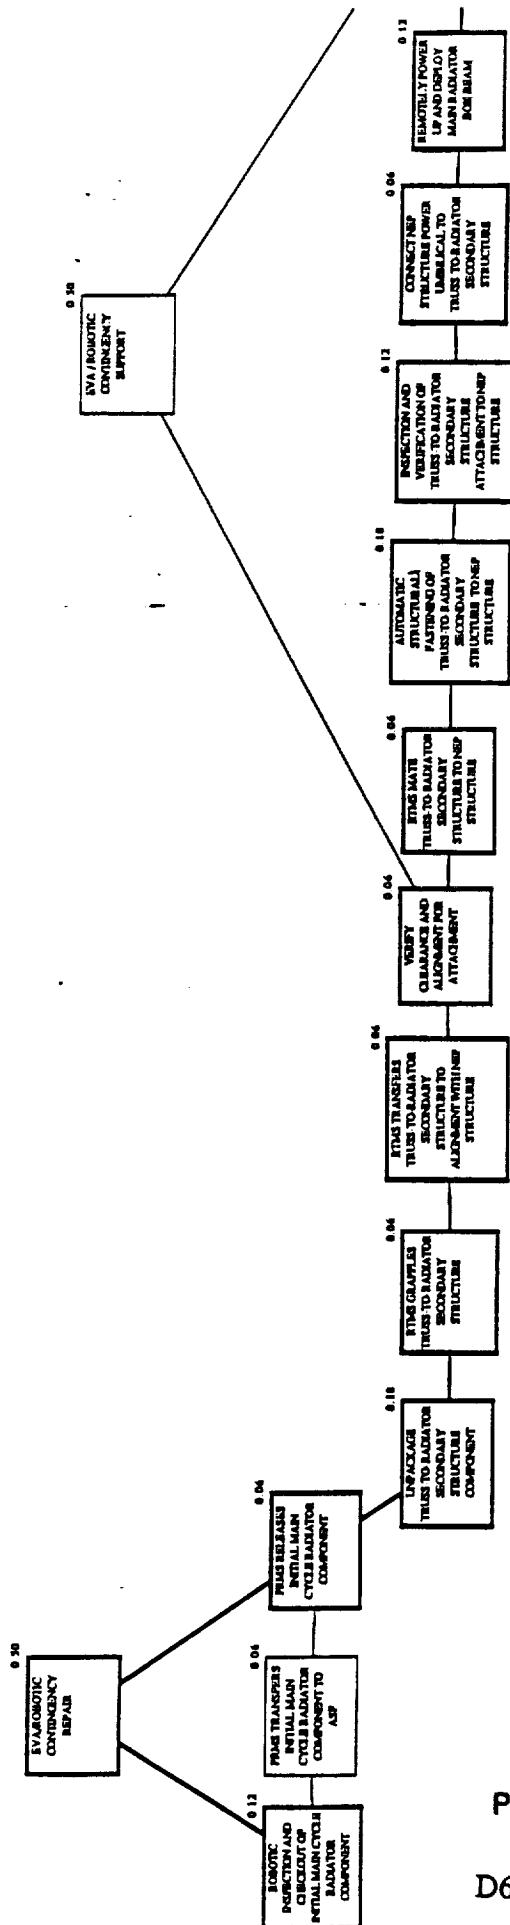 0.12
ROBOTIC
INSPECTION AND
CHECKOUT OF
INITIAL MAIN CYCLE
RADIATOR
COMPONENT
0.50
EVA/ROBOTIC
CONTINGENCY
REPAIR
0.06
PRMS TRANSFERS
INITIAL MAIN
CYCLE RADIATOR
COMPONENT TO
ASF
0.06
PRMS RELEASES
INITIAL MAIN
CYCLE RADIATOR
COMPONENT
0.18
UNPACKAGE
TRUSS-TO-RADIATOR
SECONDARY
STRUCTURE
COMPONENT
0.06
RTMS GRAPPLES
TRUSS-TO-RADIATOR
SECONDARY
STRUCTURE
0.06
RTMS TRANSFERS
TRUSS-TO-RADIATOR
SECONDARY
STRUCTURE TO
ALIGNMENT WITH NEP
STRUCTURE
0.06
VERIFY
CLEARANCE AND
ALIGNMENT FOR
ATTACHMENT
0.06
RTMS MATE
TRUSS-TO-RADIATOR
SECONDARY
STRUCTURE TO NEP
STRUCTURE
0.18
AUTOMATIC
STRUCTURAL
FASTENIND OF
TRUSS-TO-RADIATOR
SECONDARY
STRUCTURE TO NEP
STRUCTURE
0.12
INSPECTION AND
VERIFICATION OF
TRUSS-TO-RADIATOR
SECONDARY
STRUCTURE
ATTACHMENT TO NEP
STRUCTURE
0.50
EVA / ROBOTIC
CONTINGENCY
SUPPORT
0.06
CONNECT NEP
STRUCTURE POWER
UMBILICAL TO
TRUSS-TO-RADIATOR
SECONDARY
STRUCTURE
0.12
REMOTELY POWER
UP AND DEPLOY
MAIN RADIATOR
BOX BEAM
D6